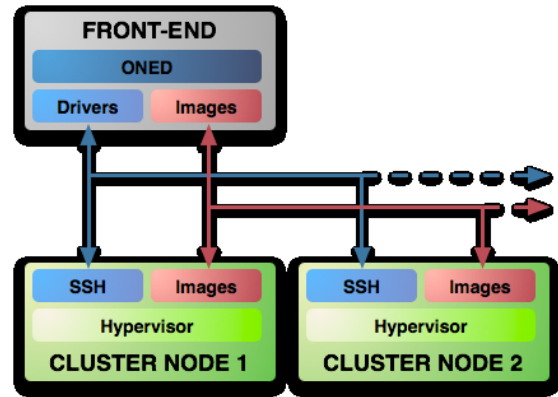 FRONT-END
ONED
Drivers Images
SSH Images SSH Images
Hypervisor Hypervisor
CLUSTER NODE 1 CLUSTER NODE 2